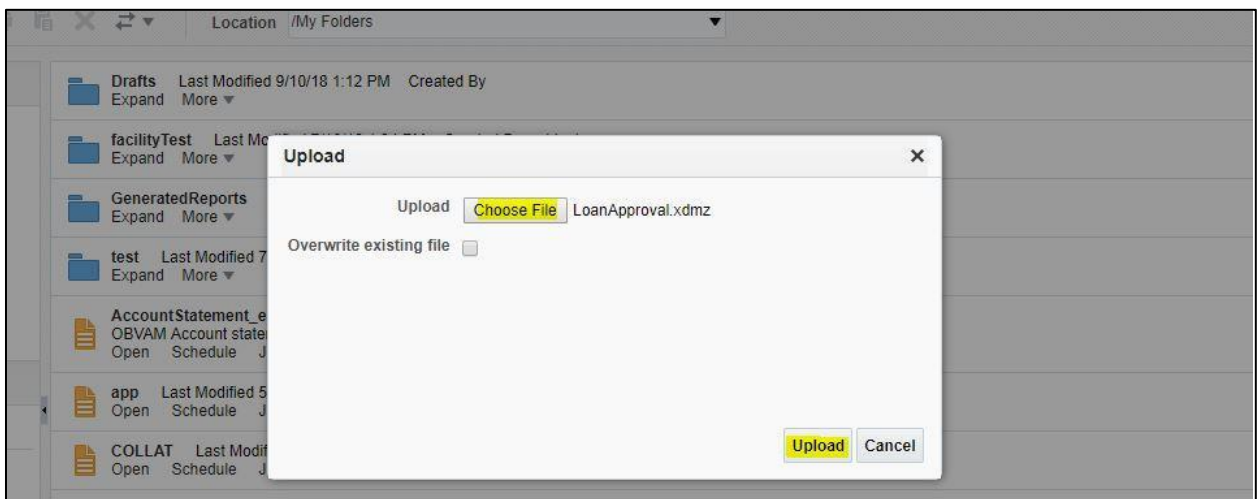 Location /My Folders
Drafts Last Modified 9/10/18 1:12 PM Created By
Expand More
facilityTest Last
Expand More
Upload
Upload Choose File LoanApproval.xdmz
GeneratedReports
Expand More
Overwrite existing file
test Last Modified 7
Expand More
AccountStatement_e
OBVAM Account
Open Schedule J
app Last Modified 5
Open Schedule J
Upload Cancel
COLLAT Last
Open Schedule J